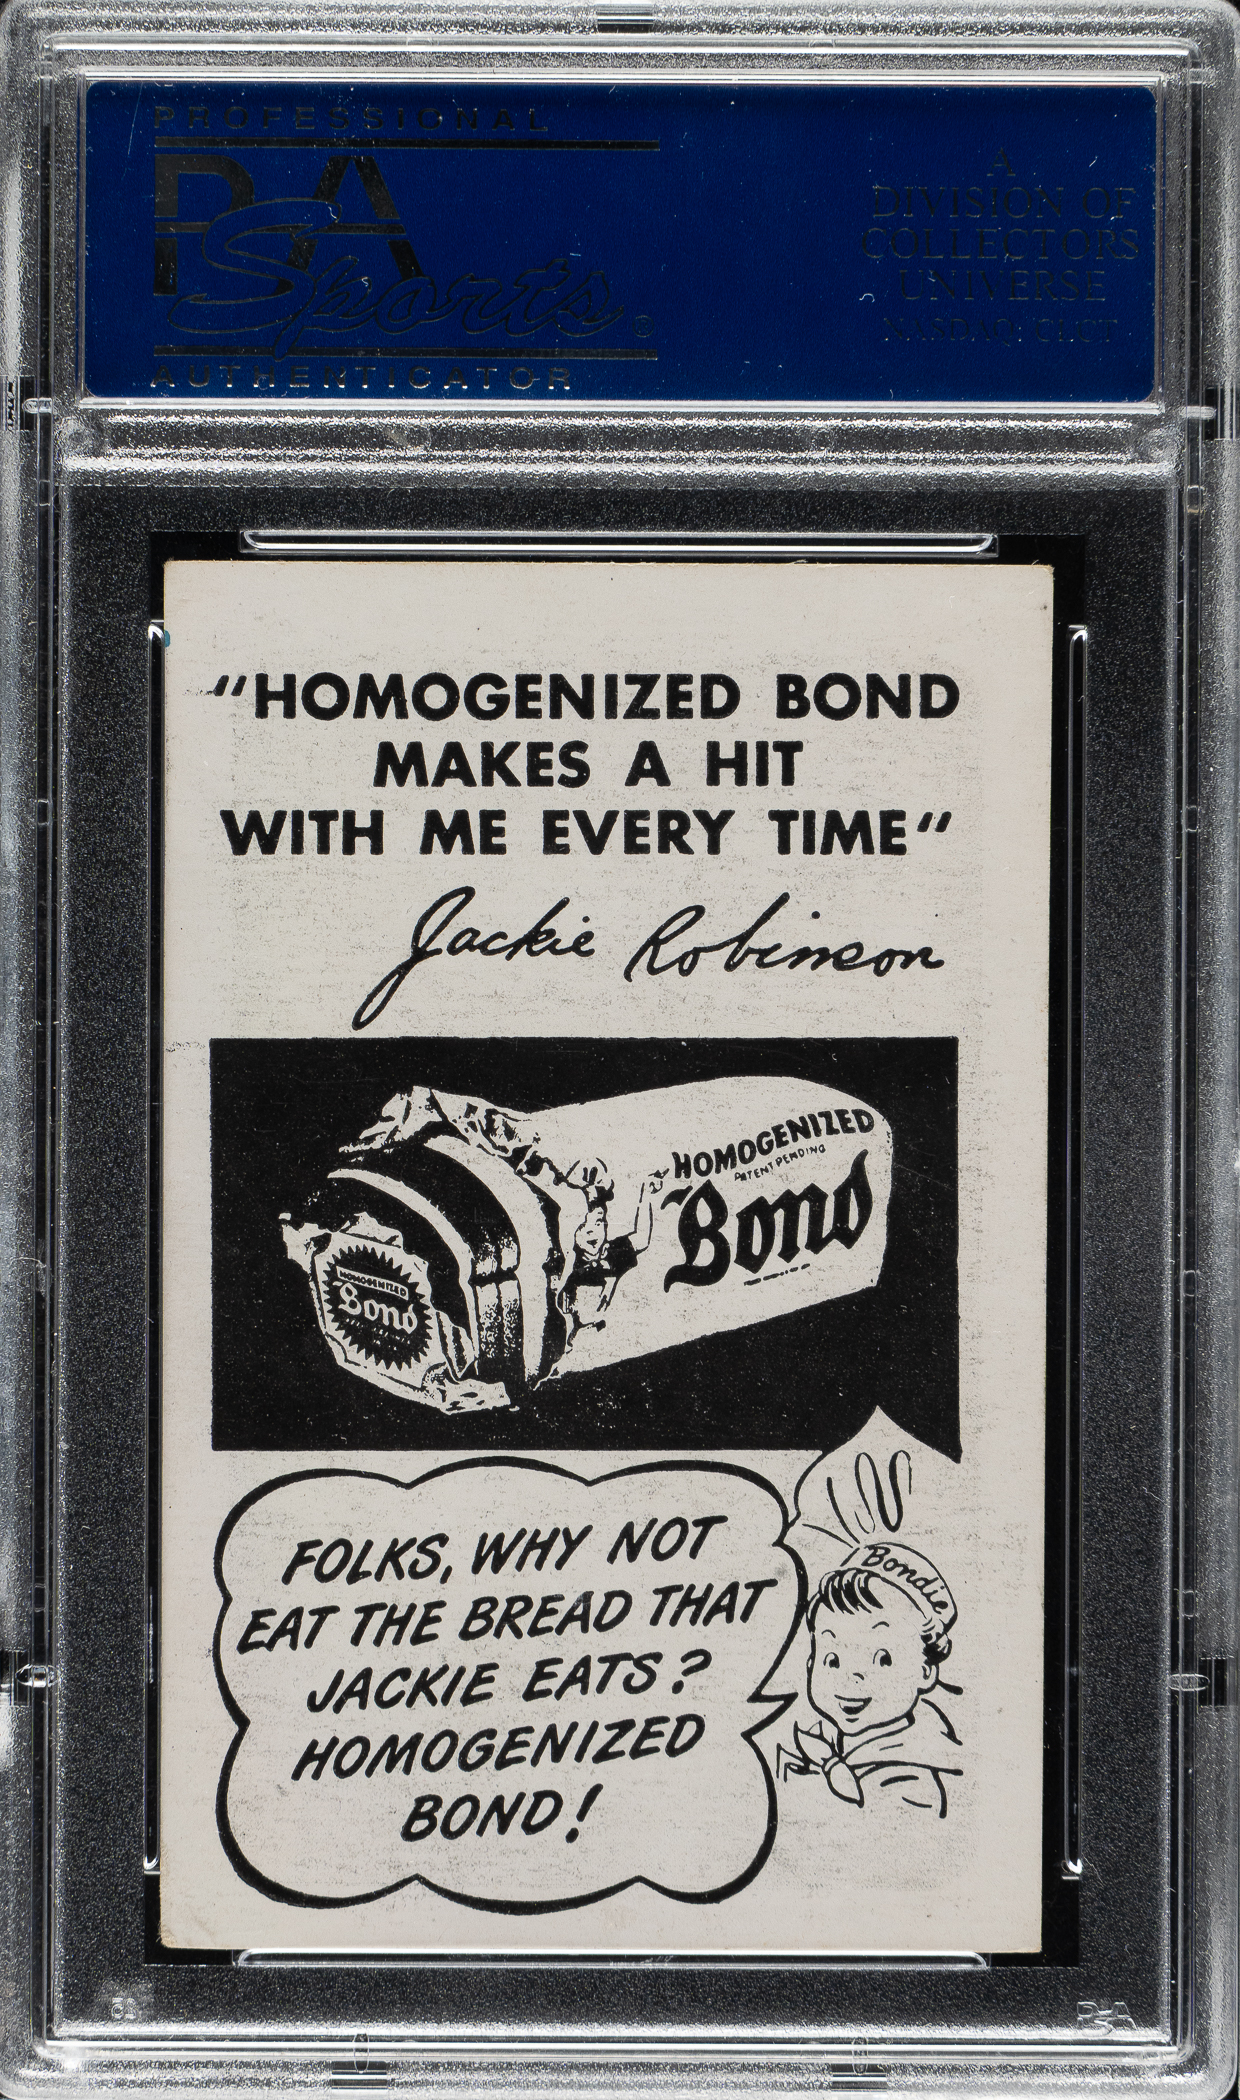 PROFESSIONAL
PSA
Sports®
AUTHENTICATOR
A
DIVISION OF
COLLECTORS
UNIVERSE
NASDAQ: CLCT
"HOMOGENIZED BOND
MAKES A HIT
WITH ME EVERY TIME"
Jackie Robinson
HOMOGENIZED
PATENT PENDING
Bond
HOMOGENIZED
Bond
Bondie
FOLKS, WHY NOT
EAT THE BREAD THAT
JACKIE EATS?
HOMOGENIZED
BOND!
PSA